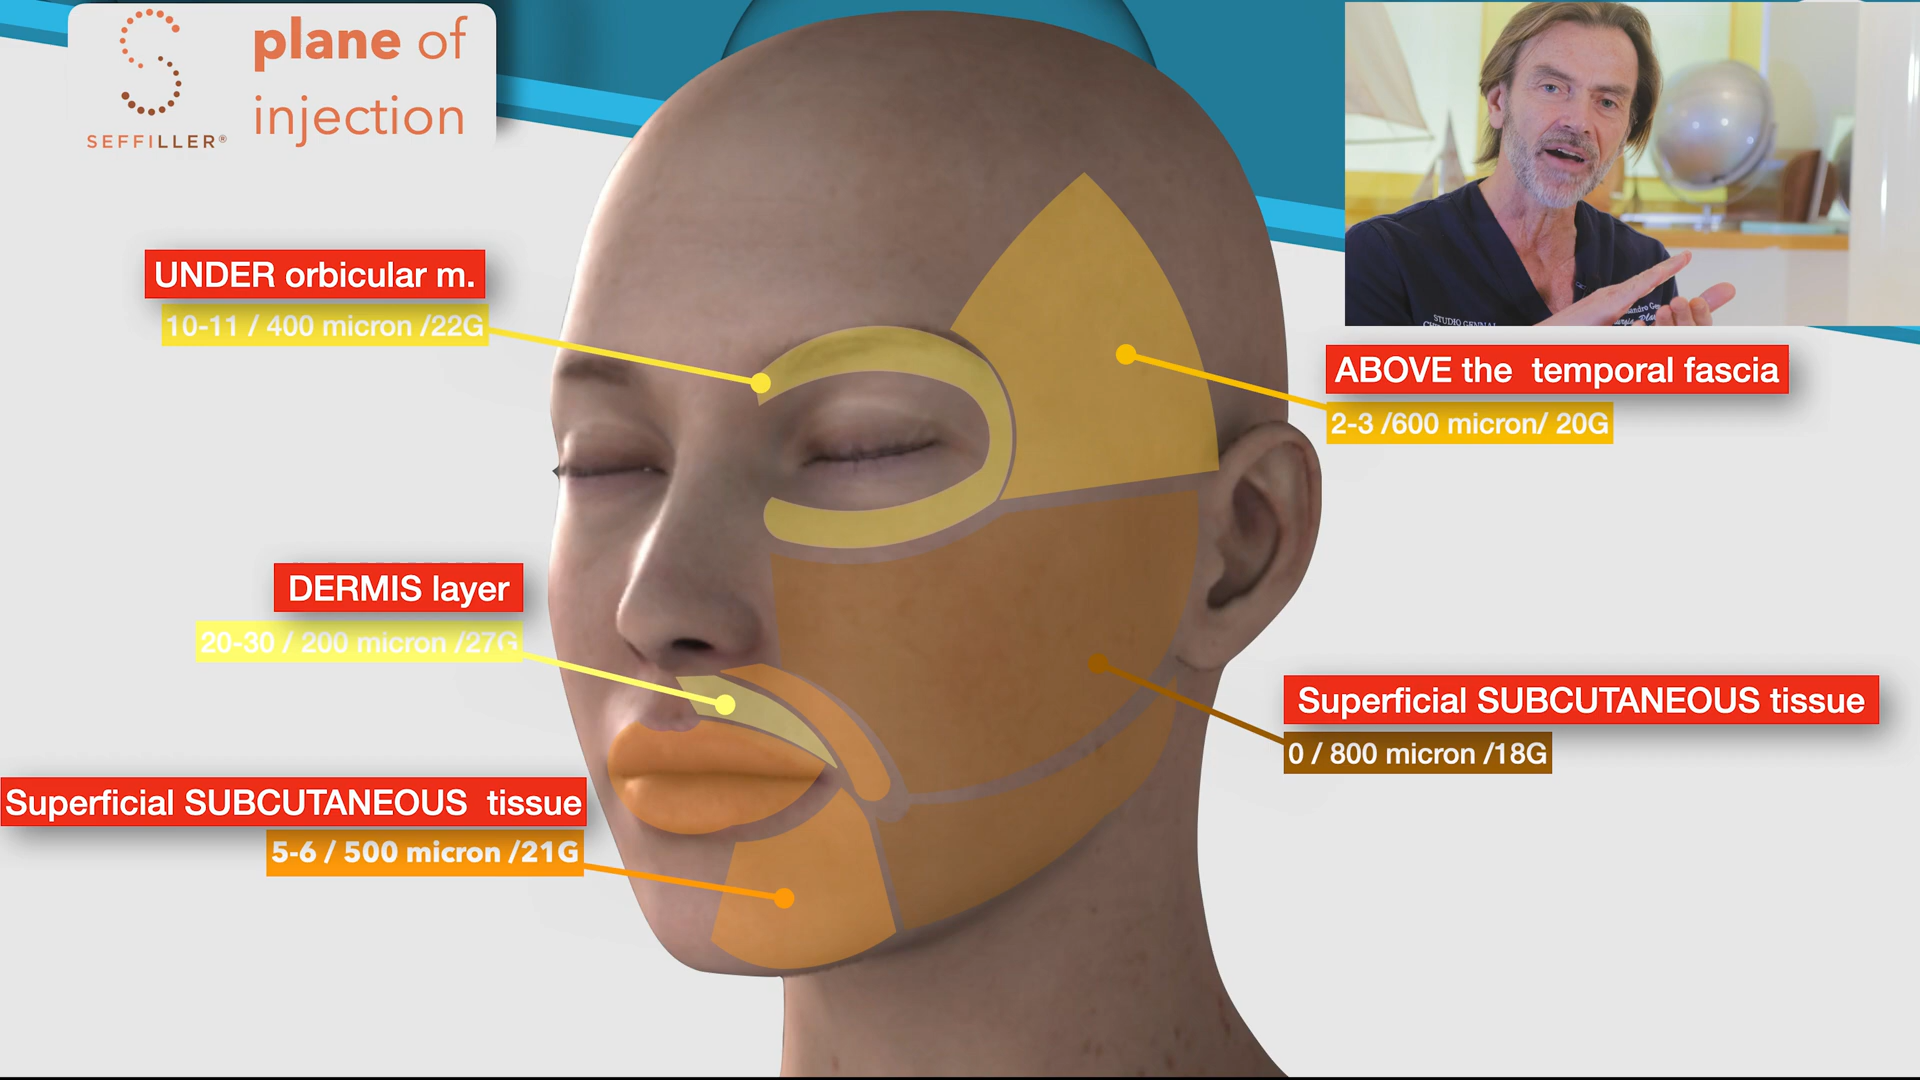 SEFFILLER®
plane of
injection
UNDER orbicular m.
10-11 / 400 micron /22G
ABOVE the temporal fascia
2-3 /600 micron/ 20G
DERMIS layer
20-30 / 200 micron /27G
Superficial SUBCUTANEOUS tissue
0 / 800 micron /18G
Superficial SUBCUTANEOUS tissue
5-6 / 500 micron /21G
STUDIO GENNAI